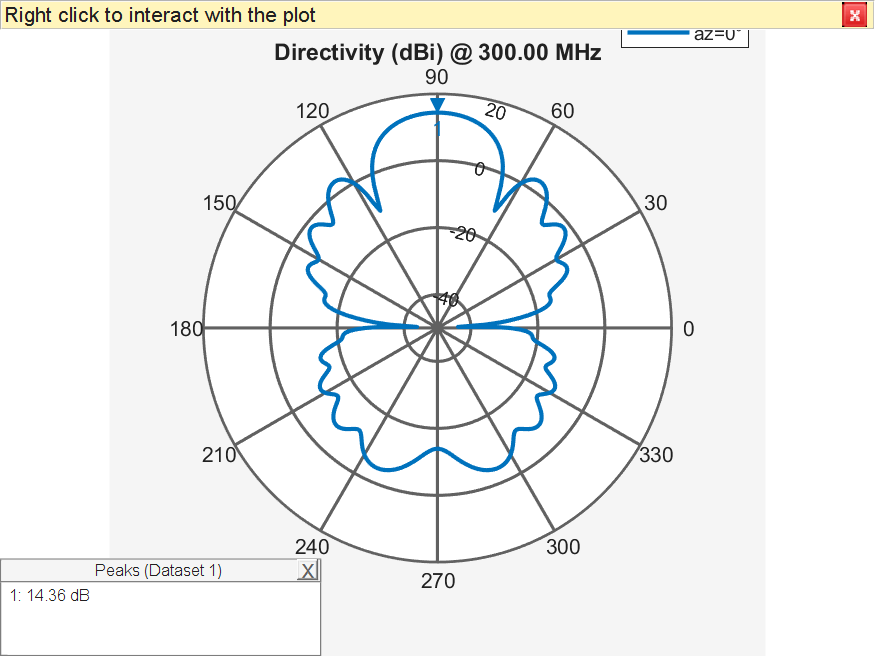 Right click to interact with the plot
az=0°
Directivity (dBi) @ 300.00 MHz
90
120
20
60
1
0
150
30
-20
-40
180
0
210
330
240
300
270
Peaks (Dataset 1)
X
1: 14.36 dB